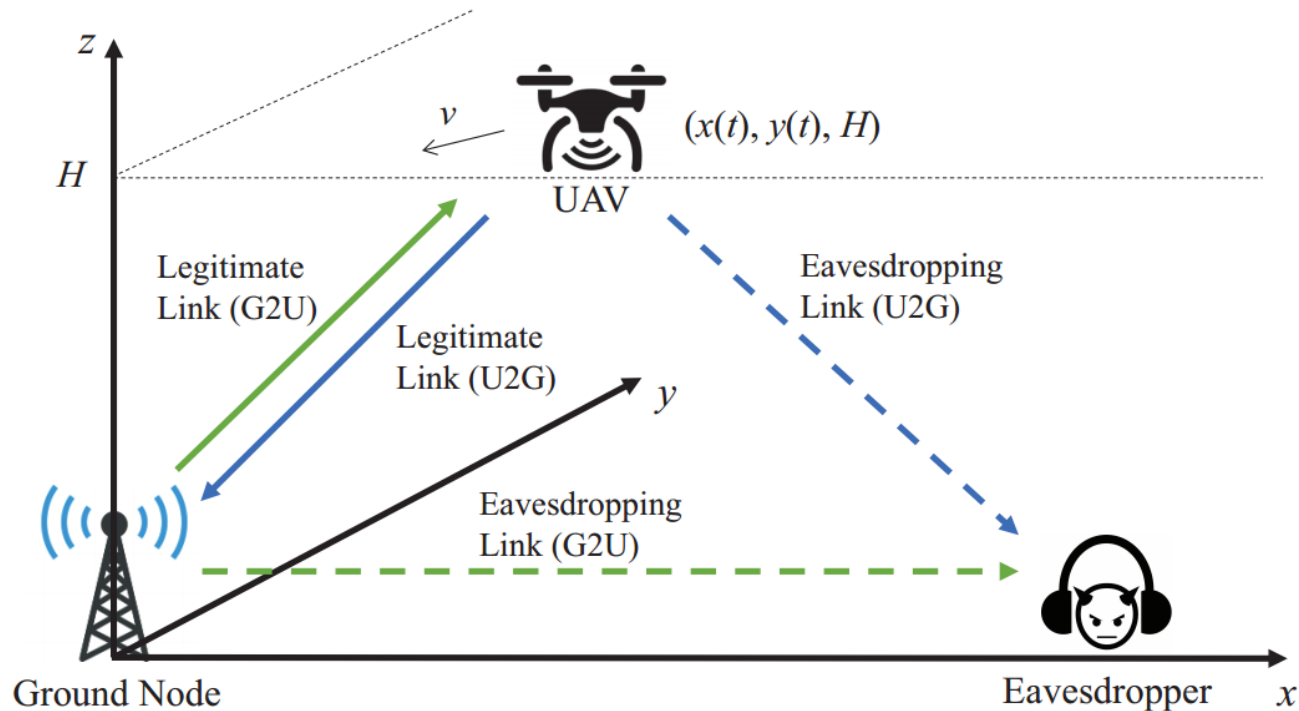 z
v
(x(t), y(t), H)
H
UAV
Legitimate
Link (G2U)
Eavesdropping
Link (U2G)
Legitimate
Link (U2G)
y
Eavesdropping
Link (G2U)
Ground Node
Eavesdropper
x